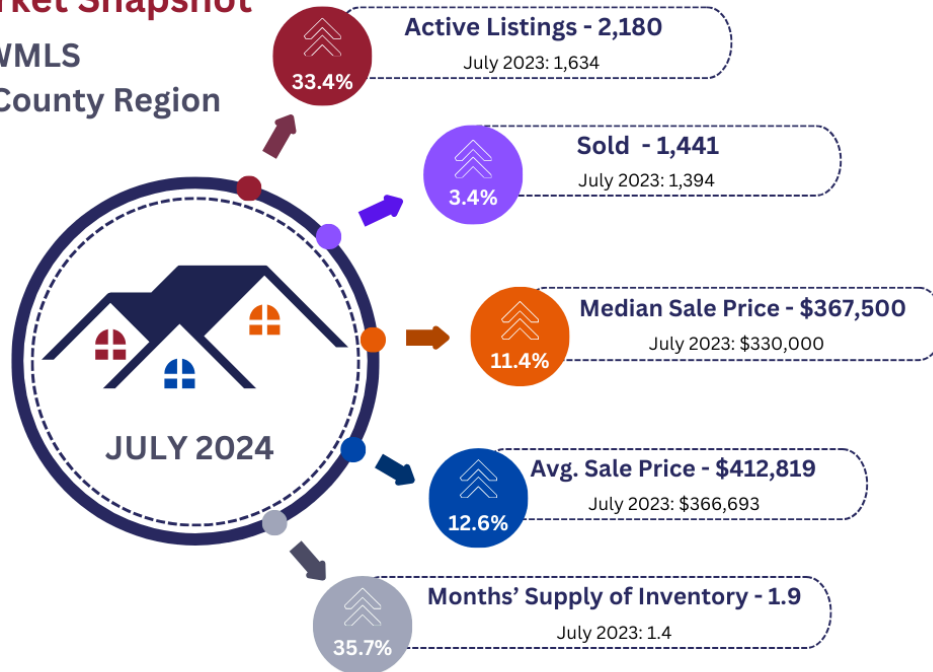 Snapshot
County Region
Active Listings - 2,180
July 2023: 1,634
33.4%
Sold - 1,441
July 2023: 1,394
3.4%
Median Sale Price - $367,500
July 2023: $330,000
11.4%
JULY 2024
Avg. Sale Price - $412,819
July 2023: $366,693
12.6%
Months' Supply of Inventory - 1.9
July 2023: 1.4
35.7%